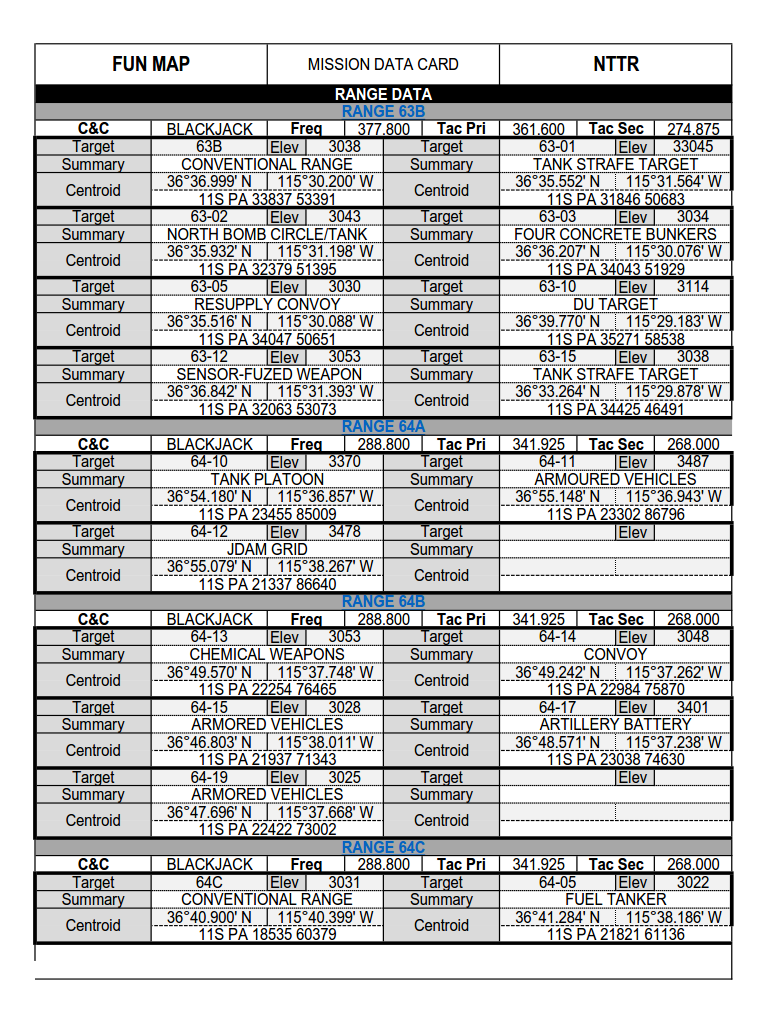 FUN MAP MISSION DATA CARD NTTR
RANGE DATA
RANGE 63B
C&C BLACKJACK Freq 377.800 Tac Pri 361.600 Tac Sec 274.875
Target 63B Elev 3038 Target 63-01 Elev 33045
Summary CONVENTIONAL RANGE Summary TANK STRAFE TARGET
Centroid 36°36.999' N 115°30.200' W Centroid 36°35.552' N 115°31.564' W
11S PA 33837 53391 11S PA 31846 50683
Target 63-02 Elev 3043 Target 63-03 Elev 3034
Summary NORTH BOMB CIRCLE/TANK Summary FOUR CONCRETE BUNKERS
Centroid 36°35.932' N 115°31.198' W Centroid 36°36.207' N 115°30.076' W
11S PA 32379 51395 11S PA 34043 51929
Target 63-05 Elev 3030 Target 63-10 Elev 3114
Summary RESUPPLY CONVOY Summary DU TARGET
Centroid 36°35.516' N 115°30.088' W Centroid 36°39.770' N 115°29.183' W
11S PA 34047 50651 11S PA 35271 58538
Target 63-12 Elev 3053 Target 63-15 Elev 3038
Summary SENSOR-FUZED WEAPON Summary TANK STRAFE TARGET
Centroid 36°36.842' N 115°31.393' W Centroid 36°33.264' N 115°29.878' W
11S PA 32063 53073 11S PA 34425 46491
RANGE 64A
C&C BLACKJACK Freq 288.800 Tac Pri 341.925 Tac Sec 268.000
Target 64-10 Elev 3370 Target 64-11 Elev 3487
Summary TANK PLATOON Summary ARMOURED VEHICLES
Centroid 36°54.180' N 115°36.857' W Centroid 36°55.148' N 115°36.943' W
11S PA 23455 85009 11S PA 23302 86796
Target 64-12 Elev 3478 Target Elev
Summary JDAM GRID Summary
Centroid 36°55.079' N 115°38.267' W Centroid
11S PA 21337 86640
RANGE 64B
C&C BLACKJACK Freq 288.800 Tac Pri 341.925 Tac Sec 268.000
Target 64-13 Elev 3053 Target 64-14 Elev 3048
Summary CHEMICAL WEAPONS Summary CONVOY
Centroid 36°49.570' N 115°37.748' W Centroid 36°49.242' N 115°37.262' W
11S PA 22254 76465 11S PA 22984 75870
Target 64-15 Elev 3028 Target 64-17 Elev 3401
Summary ARMORED VEHICLES Summary ARTILLERY BATTERY
Centroid 36°46.803' N 115°38.011' W Centroid 36°48.571' N 115°37.238' W
11S PA 21937 71343 11S PA 23038 74630
Target 64-19 Elev 3025 Target Elev
Summary ARMORED VEHICLES Summary
Centroid 36°47.696' N 115°37.668' W Centroid
11S PA 22422 73002
RANGE 64C
C&C BLACKJACK Freq 288.800 Tac Pri 341.925 Tac Sec 268.000
Target 64C Elev 3031 Target 64-05 Elev 3022
Summary CONVENTIONAL RANGE Summary FUEL TANKER
Centroid 36°40.900' N 115°40.399' W Centroid 36°41.284' N 115°38.186' W
11S PA 18535 60379 11S PA 21821 61136